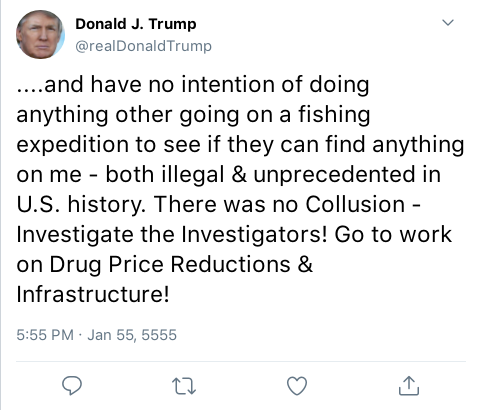 Donald J. Trump
@realDonaldTrump
....and have no intention of doing
anything other going on a fishing
expedition to see if they can find anything
on me - both illegal & unprecedented in
U.S. history. There was no Collusion -
Investigate the Investigators! Go to work
on Drug Price Reductions &
Infrastructure!
5:55 PM · Jan 55, 5555